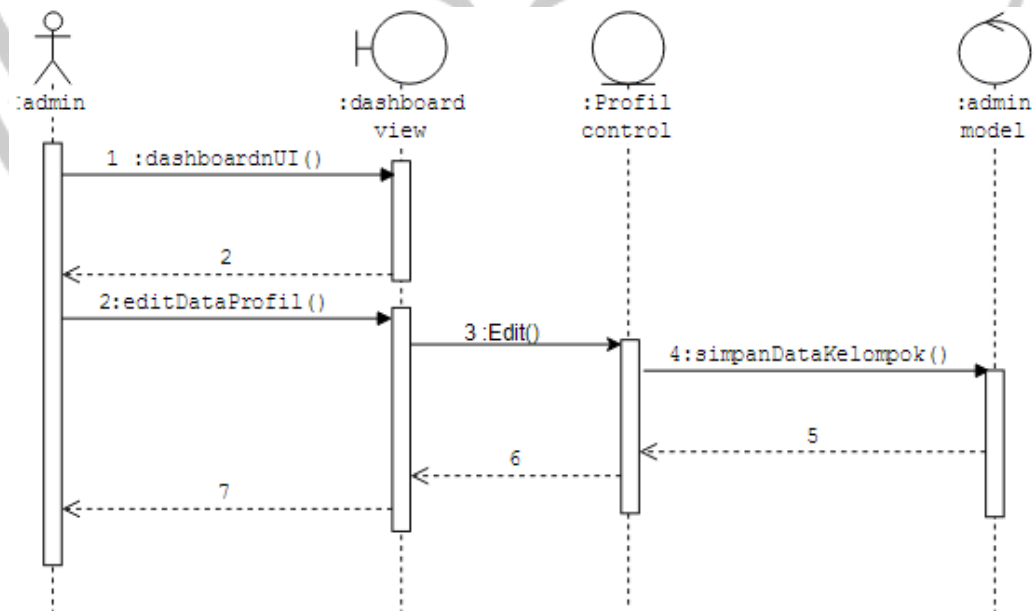 :admin
:dashboard
view
:Profil
control
:admin
model
1 :dashboardnUI()
2
2:editDataProfil()
3 :Edit()
4:simpanDataKelompok()
5
6
7